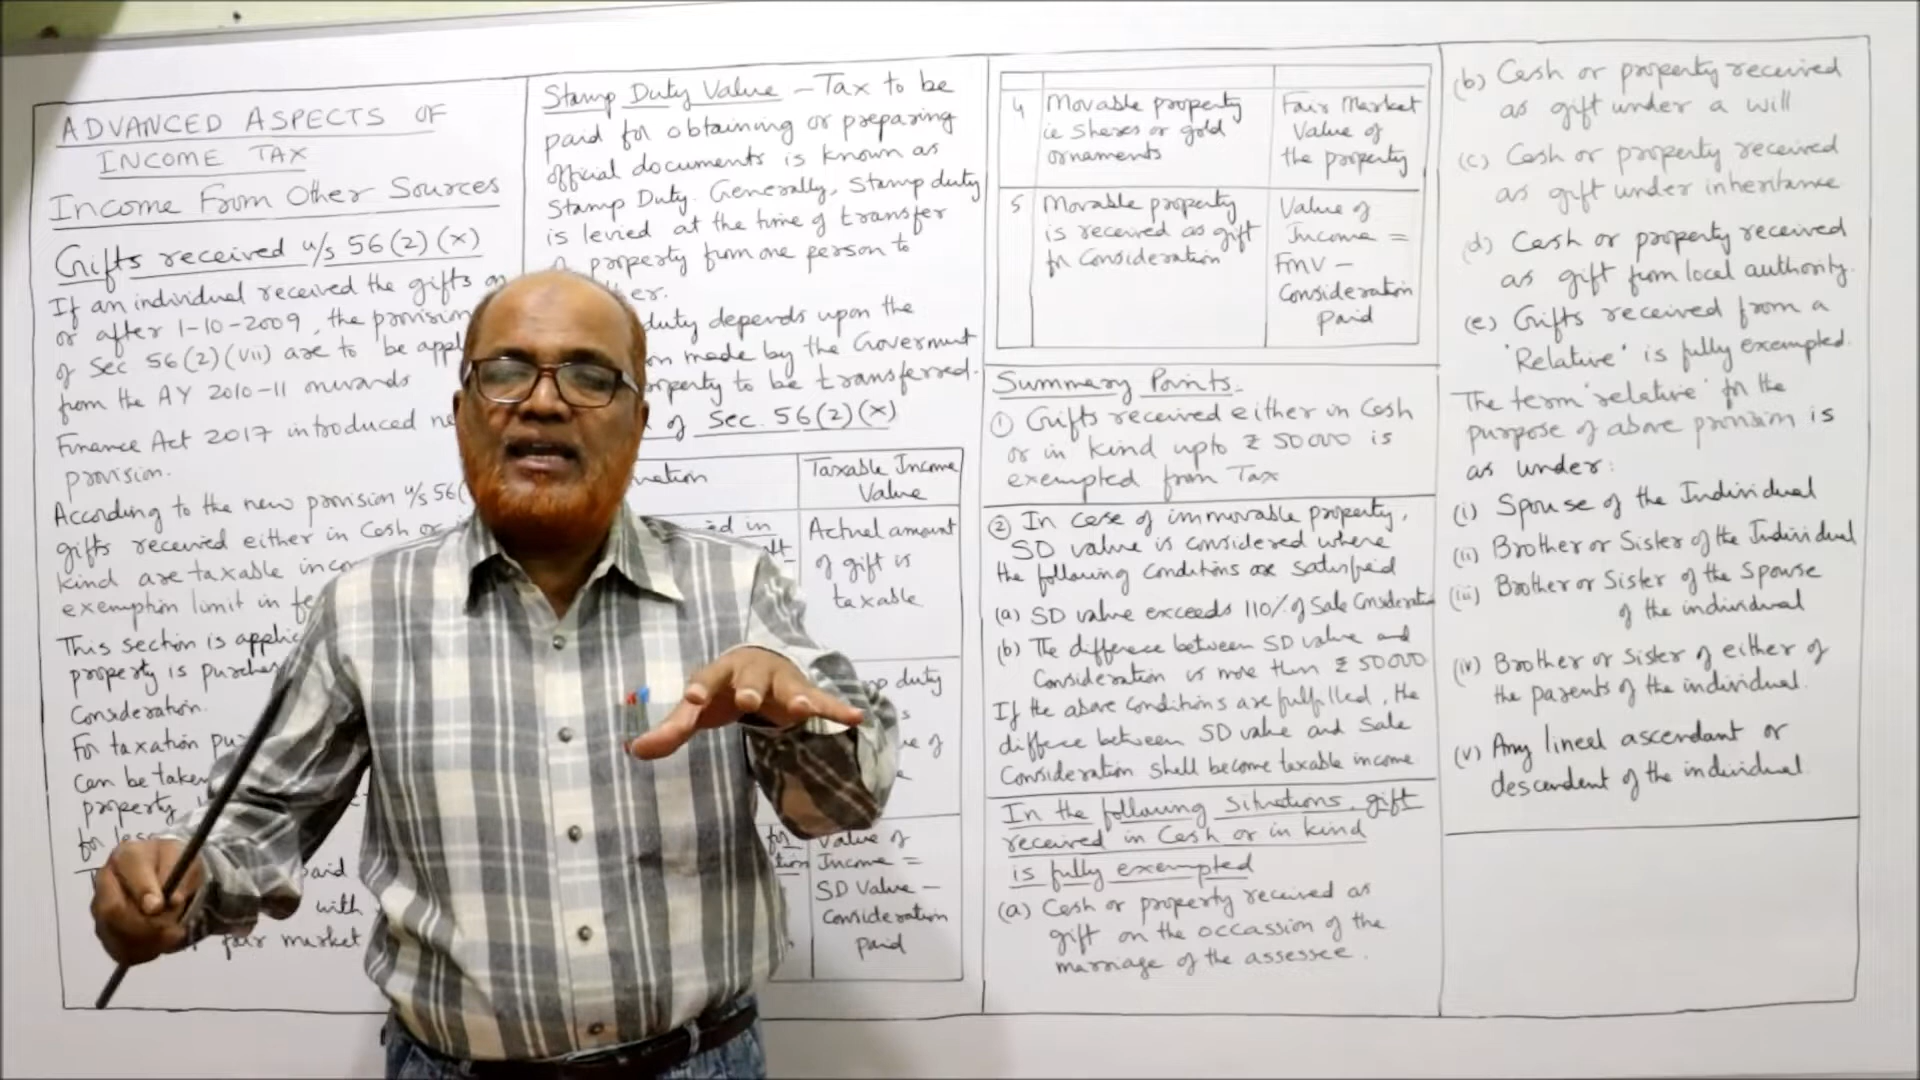 ADVANCED ASPECTS OF
INCOME TAX
Income From Other Sources
Gifts received u/s 56(2)(x)
If an individual received the gifts on
or after 1-10-2009, the provision
of Sec 56(2)(vii) are to be
from the AY 2010-11 onwards
Finance Act 2017 introduced
provision.
According to the new provision u/s 56(
gifts received either in Cash or
kind are taxable
exemption limit in
This section is
property is
Consideration.
For taxation
Can be taken
property
for
with
fair market
Stamp Duty Value - Tax to be
paid for obtaining or preparing
official documents is known as
Stamp Duty. Generally, Stamp duty
is levied at the time of transfer
of property from one person to
duty depends upon the
made by the Goverment
to be transferred.
of Sec. 56(2)(x)
Taxable Income
Value
in
Actual amount
of gift is
taxable
duty
of
for
Value of
Income =
SD Value -
Consideration
paid
4 Movable property
ie Shares or gold
ornaments
Fair Market
Value of
the property
5 Movable property
is received as gift
for Consideration
Value of
Income =
FMV -
Consideration
paid
Summary Points.
① Gifts received either in Cash
or in kind upto ₹ 50000 is
exempted from Tax
② In case of immovable property,
SD value is considered where
the following conditions are satisfied
(a) SD value exceeds 110% of Sale Consideration
(b) The difference between SD value and
Consideration is more than ₹ 50000
If the above conditions are fulfilled, the
differce between SD value and Sale
Consideration shall become taxable income
In the following situations, gift
received in Cash or in kind
is fully exempted
(a) Cash or property received as
gift on the occassion of the
marriage of the assessee.
(b) Cash or property received
as gift under a will
(c) Cash or property received
as gift under inheritance
(d) Cash or property received
as gift from local authority.
(e) Gifts received from a
'Relative' is fully exempted.
The term 'relative' for the
purpose of above provision is
as under:
(i) Spouse of the Individual
(ii) Brother or Sister of the Individual
(iii) Brother or Sister of the Spouse
of the individual
(iv) Brother or Sister of either of
the parents of the individual.
(v) Any lineal ascendant or
descendent of the individual.